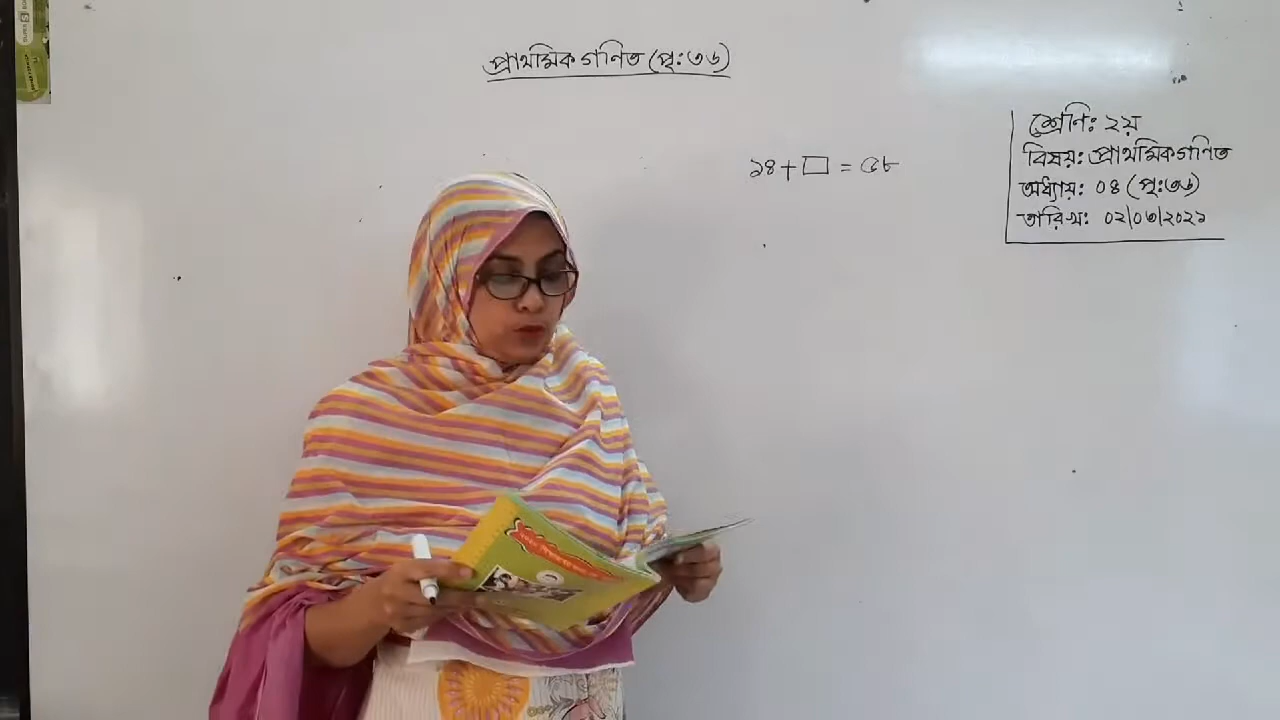 প্রাথমিক গণিত (পৃ: ৩৬)
১৪ + □ = ৫৮
শ্রেণি: ২য়
বিষয়: প্রাথমিক গণিত
অধ্যায়: ০৪ (পৃ: ৩৬)
তারিখ: ০২/০৩/২০২১